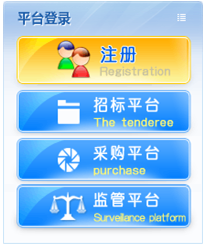 平台登录
注册
Registration
招标平台
The tenderee
采购平台
purchase
监管平台
Surveillance platform